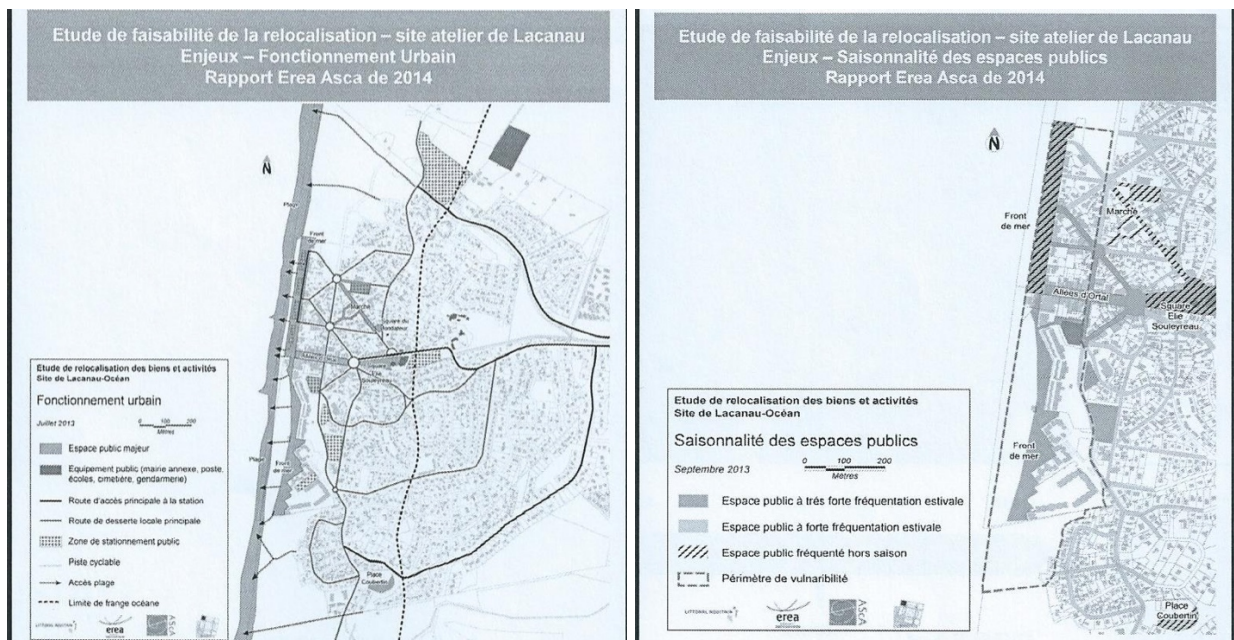 Etude de faisabilité de la relocalisation – site atelier de Lacanau
Enjeux – Fonctionnement Urbain
Rapport Erea Asca de 2014
N
Plage
Front
de mer
Marché
Square
Elie
Souleyreau
Plage
Front
de mer
Place
Coubertin
Etude de relocalisation des biens et activités
Site de Lacanau-Océan
Fonctionnement urbain
Juillet 2013
0 100 200
Mètres
Espace public majeur
Equipement public (mairie annexe, poste,
écoles, cimetière, gendarmerie)
Route d'accès principale à la station
Route de desserte locale principale
Zone de stationnement public
Piste cyclable
Accès plage
Limite de frange océane
erea
Etude de faisabilité de la relocalisation – site atelier de Lacanau
Enjeux – Saisonnalité des espaces publics
Rapport Erea Asca de 2014
N
Marché
Front
de mer
Allées d'Ortal
Square
Elie
Souleyreau
Front
de mer
Place
Coubertin
Etude de relocalisation des biens et activités
Site de Lacanau-Océan
Saisonnalité des espaces publics
Septembre 2013
0 100 200
Mètres
Espace public à trés forte fréquentation estivale
Espace public à forte fréquentation estivale
Espace public fréquenté hors saison
Périmètre de vulnaribilité
erea